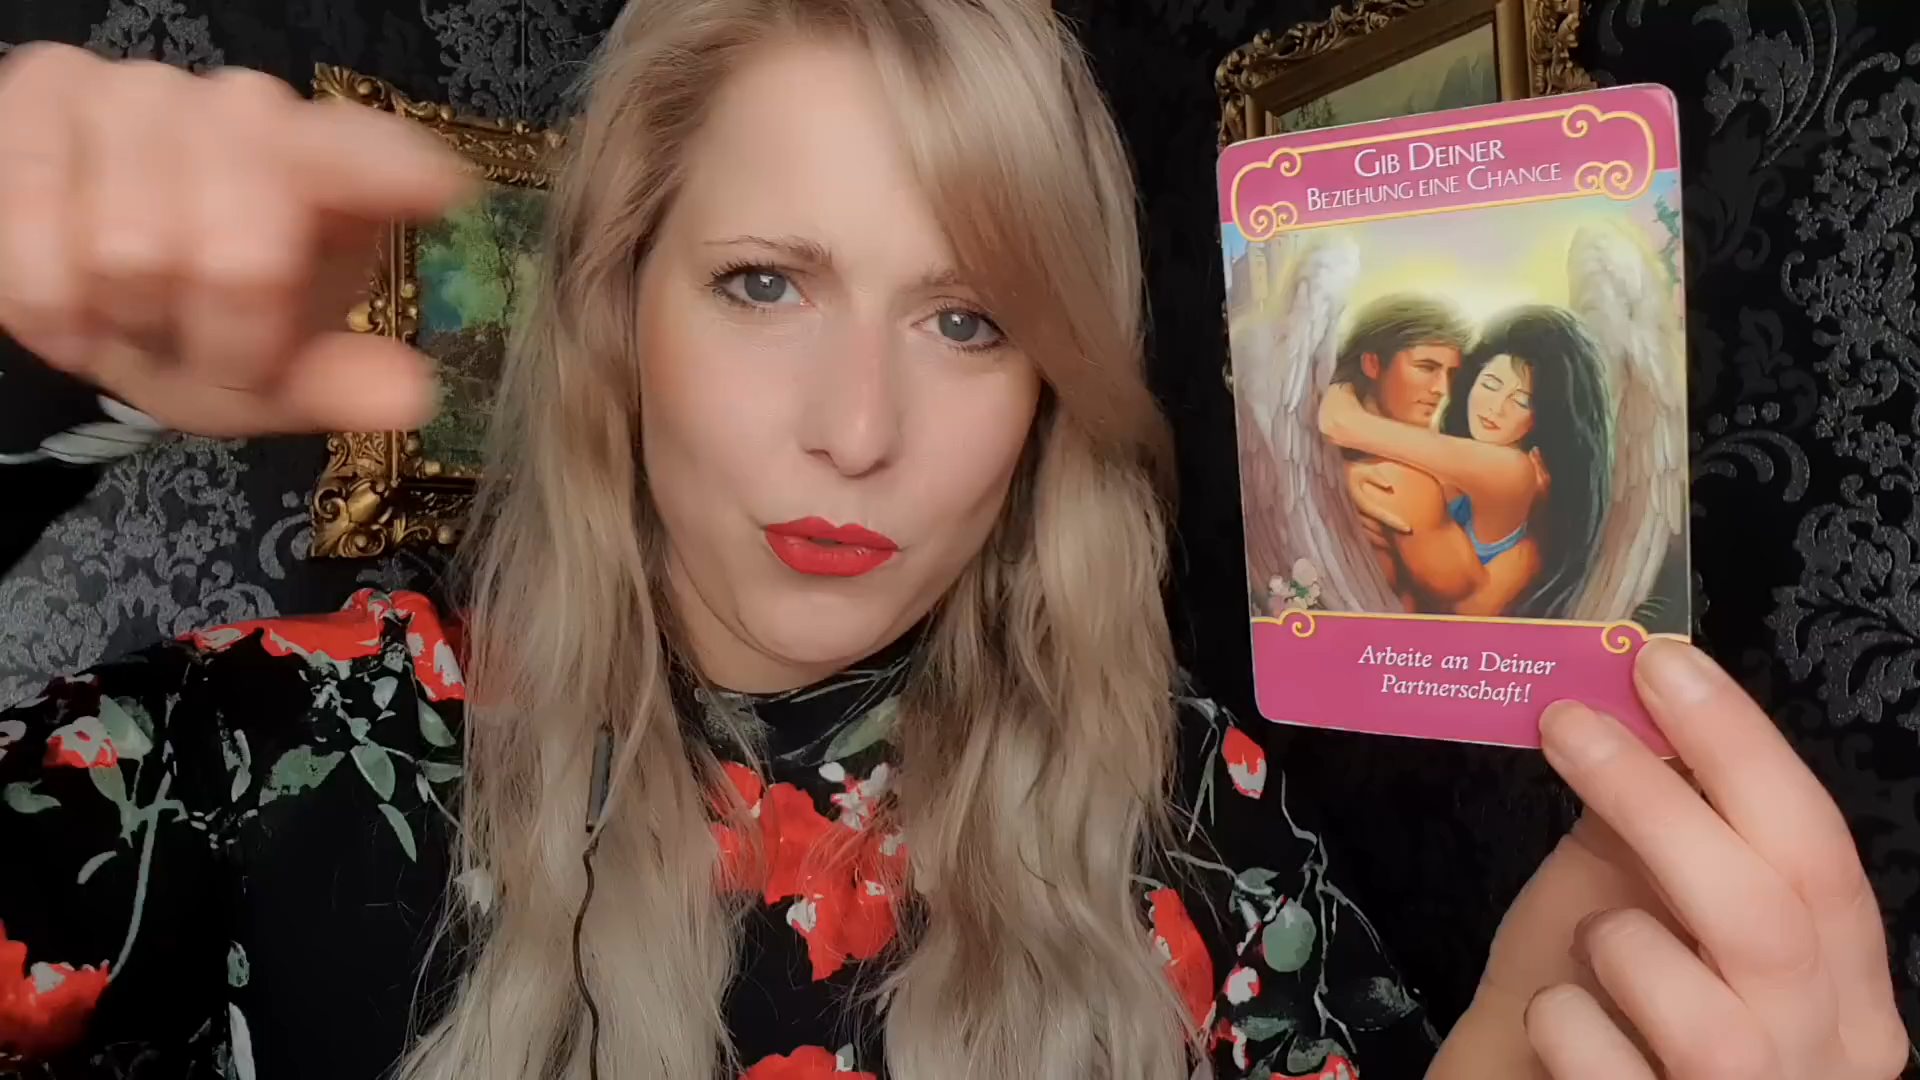 Gib Deiner
Beziehung eine Chance
Arbeite an Deiner
Partnerschaft!